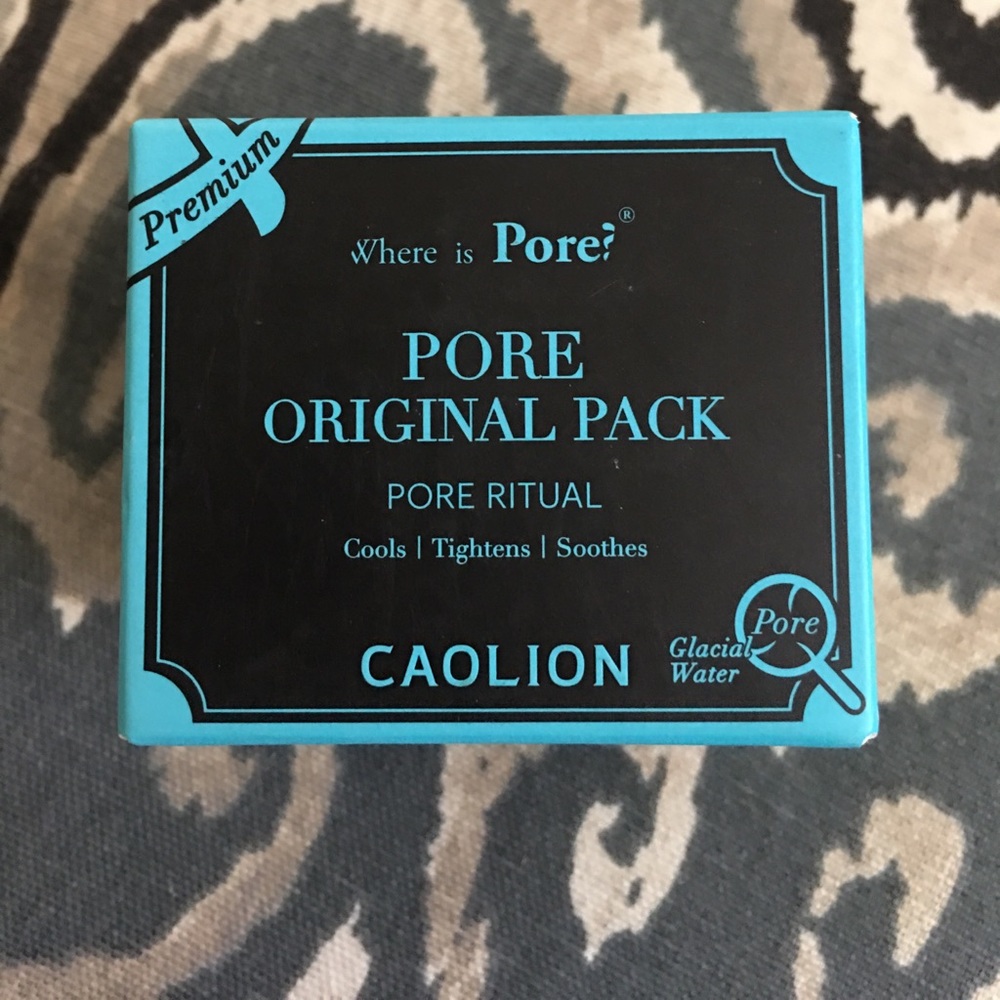 Premium
Where is Pore?®
PORE
ORIGINAL PACK
PORE RITUAL
Cools | Tightens | Soothes
CAOLION
Pore
Glacial
Water